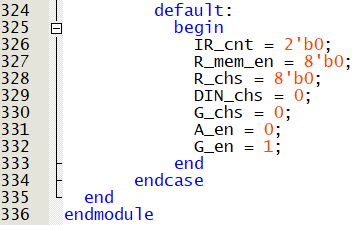 324 default:
325 begin
326 IR_cnt = 2'b0;
327 R_mem_en = 8'b0;
328 R_chs = 8'b0;
329 DIN_chs = 0;
330 G_chs = 0;
331 A_en = 0;
332 G_en = 1;
333 end
334 endcase
335 end
336 endmodule